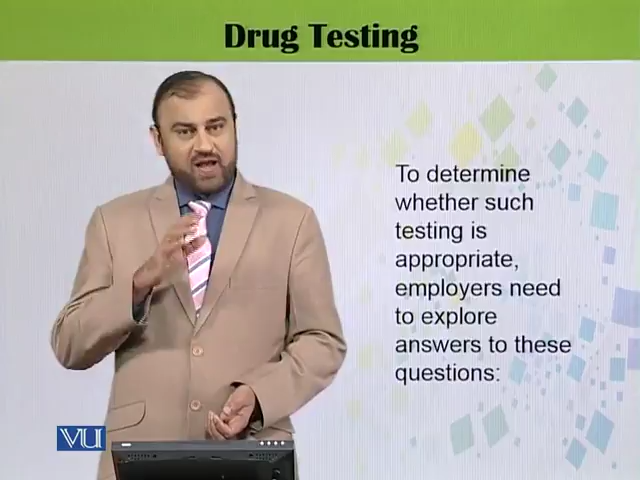 Drug Testing
To determine
whether such
testing is
appropriate,
employers need
to explore
answers to these
questions:
VU